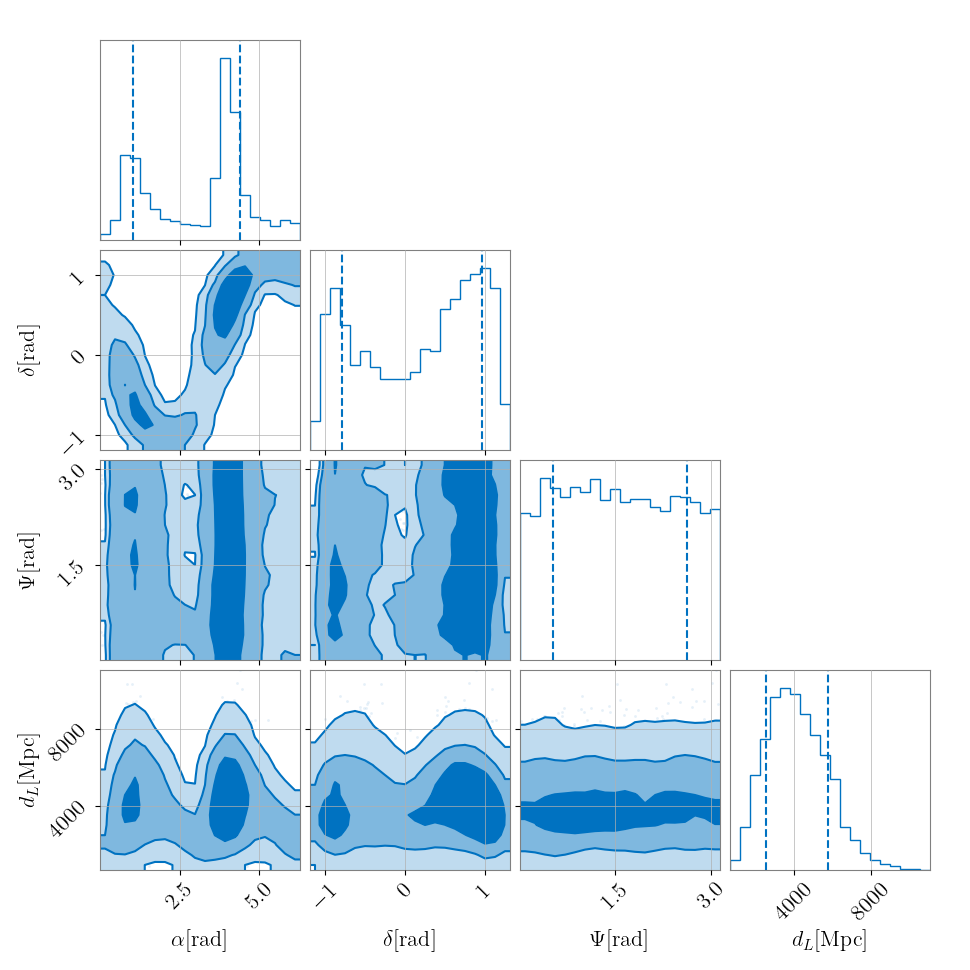 δ[rad]
1
0
−1
Ψ[rad]
3.0
1.5
d_L[Mpc]
8000
4000
2.5 5.0 −1 0 1 1.5 3.0 4000 8000
α[rad] δ[rad] Ψ[rad] d_L[Mpc]